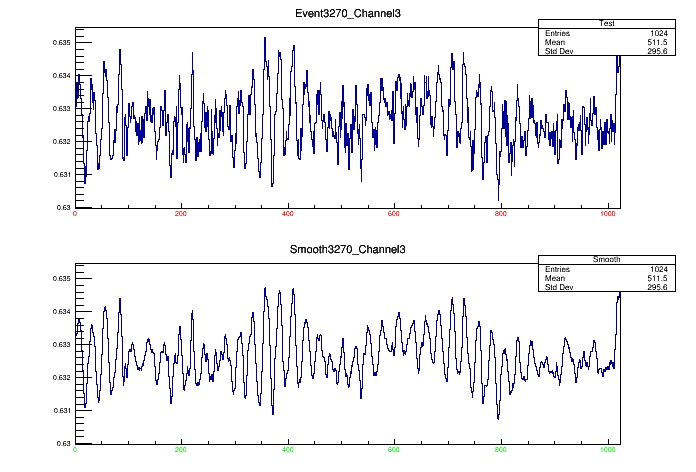 Event3270_Channel3
Test
Entries 1024
Mean 511.5
Std Dev 295.6
0.635
0.634
0.633
0.632
0.631
0.63
0 200 400 600 800 1000
Smooth3270_Channel3
Smooth
Entries 1024
Mean 511.5
Std Dev 295.6
0.635
0.634
0.633
0.632
0.631
0.63
0 200 400 600 800 1000